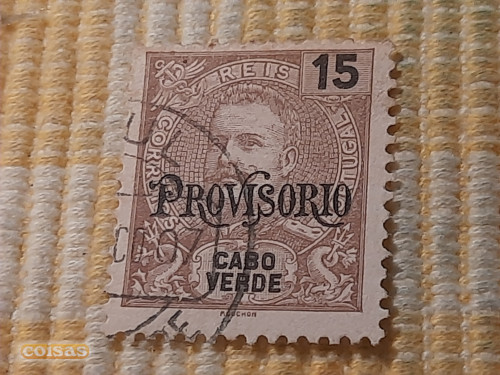 REIS 15
CORREIOS
PORTUGAL
PROVISORIO
CABO
VERDE
MOUCHON
coisas